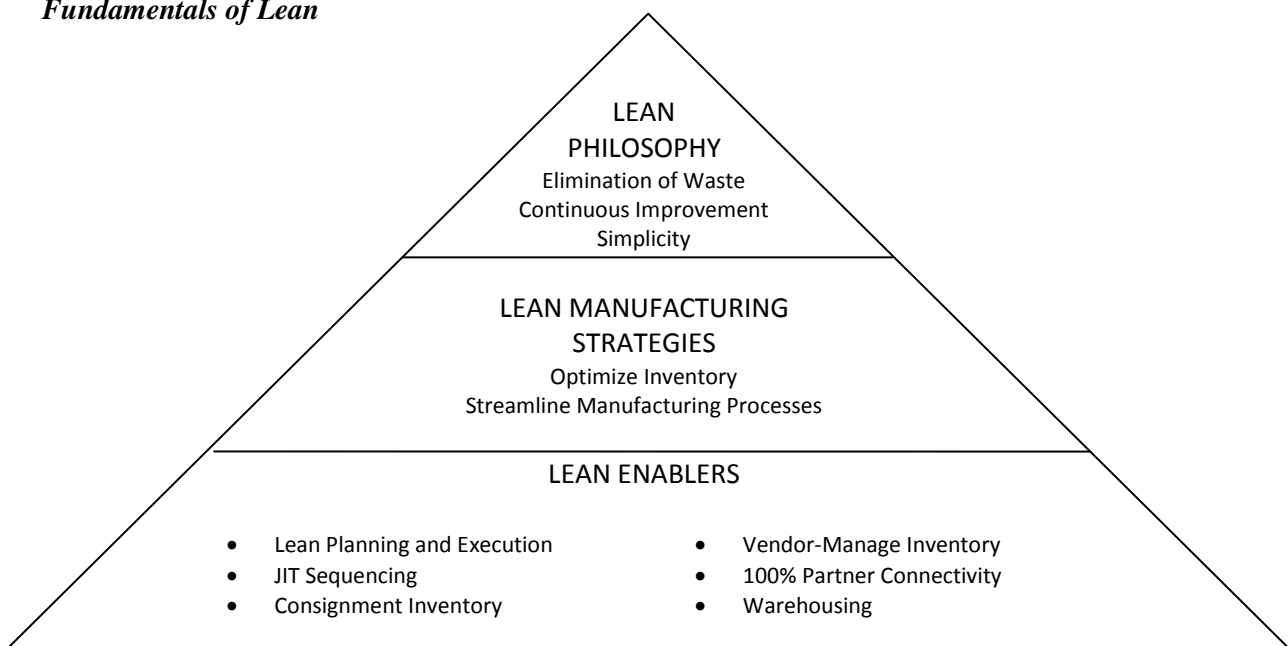 Fundamentals of Lean
LEAN
PHILOSOPHY
Elimination of Waste
Continuous Improvement
Simplicity
LEAN MANUFACTURING
STRATEGIES
Optimize Inventory
Streamline Manufacturing Processes
LEAN ENABLERS
• Lean Planning and Execution
• JIT Sequencing
• Consignment Inventory
• Vendor-Manage Inventory
• 100% Partner Connectivity
• Warehousing